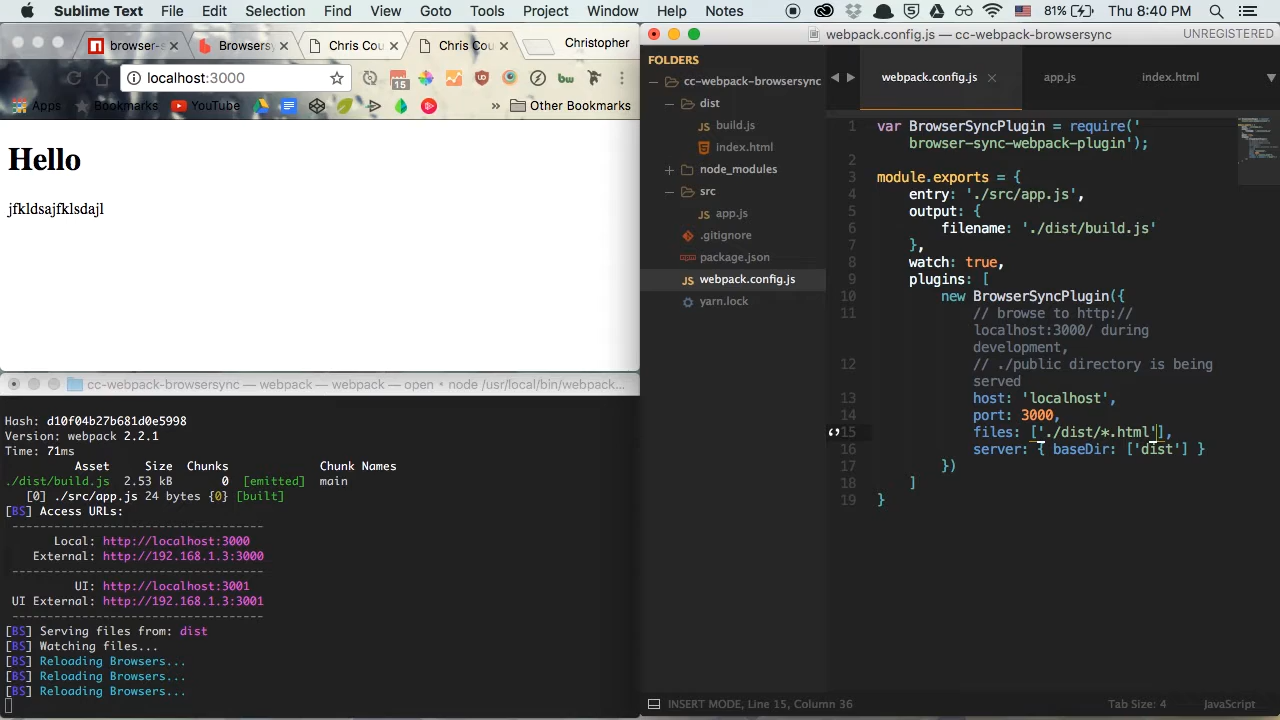 Sublime Text File Edit Selection Find View Goto Tools Project Window Help Notes 81% Thu 8:40 PM
browser-s Browsers Chris Cou Chris Cou Christopher
localhost:3000 15
Apps Bookmarks YouTube » Other Bookmarks
Hello
jfkldsajfklsdajl
cc-webpack-browsersync — webpack — webpack — open • node /usr/local/bin/webpack...
Hash: d10f04b27b681d0e5998
Version: webpack 2.2.1
Time: 71ms
Asset Size Chunks Chunk Names
./dist/build.js 2.53 kB 0 [emitted] main
[0] ./src/app.js 24 bytes {0} [built]
[BS] Access URLs:
--------------------------------------
Local: http://localhost:3000
External: http://192.168.1.3:3000
--------------------------------------
UI: http://localhost:3001
UI External: http://192.168.1.3:3001
--------------------------------------
[BS] Serving files from: dist
[BS] Watching files...
[BS] Reloading Browsers...
[BS] Reloading Browsers...
[BS] Reloading Browsers...
webpack.config.js — cc-webpack-browsersync UNREGISTERED
FOLDERS
cc-webpack-browsersync
dist
build.js
index.html
node_modules
src
app.js
.gitignore
package.json
webpack.config.js
yarn.lock
webpack.config.js app.js index.html
1 var BrowserSyncPlugin = require('
browser-sync-webpack-plugin');
2
3 module.exports = {
4 entry: './src/app.js',
5 output: {
6 filename: './dist/build.js'
7 },
8 watch: true,
9 plugins: [
10 new BrowserSyncPlugin({
11 // browse to http://
localhost:3000/ during
development,
12 // ./public directory is being
served
13 host: 'localhost',
14 port: 3000,
15 files: ['./dist/*.html'],
16 server: { baseDir: ['dist'] }
17 })
18 ]
19 }
INSERT MODE, Line 15, Column 36 Tab Size: 4 JavaScript